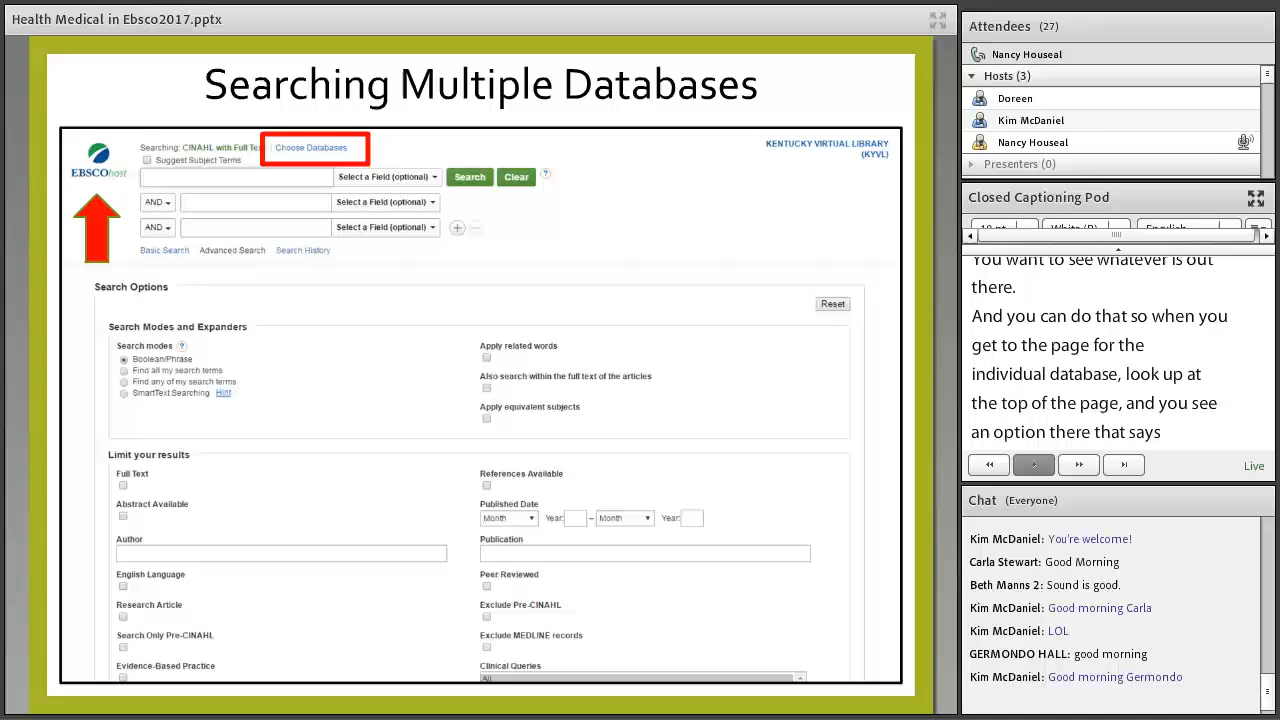 Health Medical in Ebsco2017.pptx
Searching Multiple Databases
EBSCOhost
Searching: CINAHL with Full Te Choose Databases
Suggest Subject Terms
KENTUCKY VIRTUAL LIBRARY
(KYVL)
Select a Field (optional) Search Clear ?
AND Select a Field (optional)
AND Select a Field (optional)
Basic Search Advanced Search Search History
Search Options
Reset
Search Modes and Expanders
Search modes ?
Boolean/Phrase
Find all my search terms
Find any of my search terms
SmartText Searching Hint
Apply related words
Also search within the full text of the articles
Apply equivalent subjects
Limit your results
Full Text
References Available
Abstract Available
Published Date
Month Year: – Month Year:
Author
Publication
English Language
Peer Reviewed
Research Article
Exclude Pre-CINAHL
Search Only Pre-CINAHL
Exclude MEDLINE records
Evidence-Based Practice
Clinical Queries
All
Attendees (27)
Nancy Houseal
Hosts (3)
Doreen
Kim McDaniel
Nancy Houseal
Presenters (0)
Closed Captioning Pod
English
You want to see whatever is out
there.
And you can do that so when you
get to the page for the
individual database, look up at
the top of the page, and you see
an option there that says
Live
Chat (Everyone)
Kim McDaniel: You're welcome!
Carla Stewart: Good Morning
Beth Manns 2: Sound is good.
Kim McDaniel: Good morning Carla
Kim McDaniel: LOL
GERMONDO HALL: good morning
Kim McDaniel: Good morning Germondo